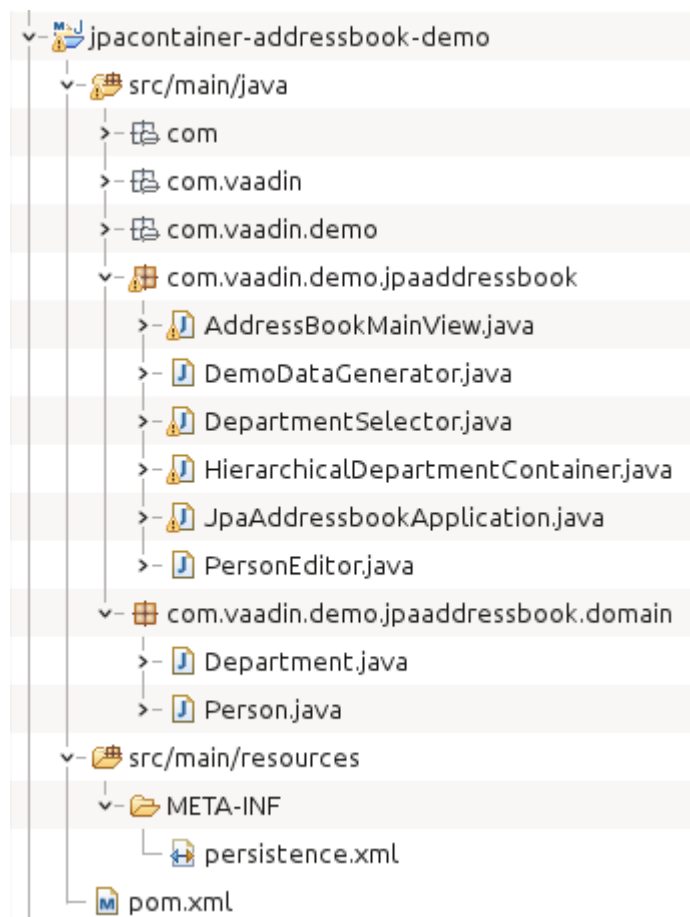 jpacontainer-addressbook-demo
src/main/java
com
com.vaadin
com.vaadin.demo
com.vaadin.demo.jpaaddressbook
AddressBookMainView.java
DemoDataGenerator.java
DepartmentSelector.java
HierarchicalDepartmentContainer.java
JpaAddressbookApplication.java
PersonEditor.java
com.vaadin.demo.jpaaddressbook.domain
Department.java
Person.java
src/main/resources
META-INF
persistence.xml
pom.xml